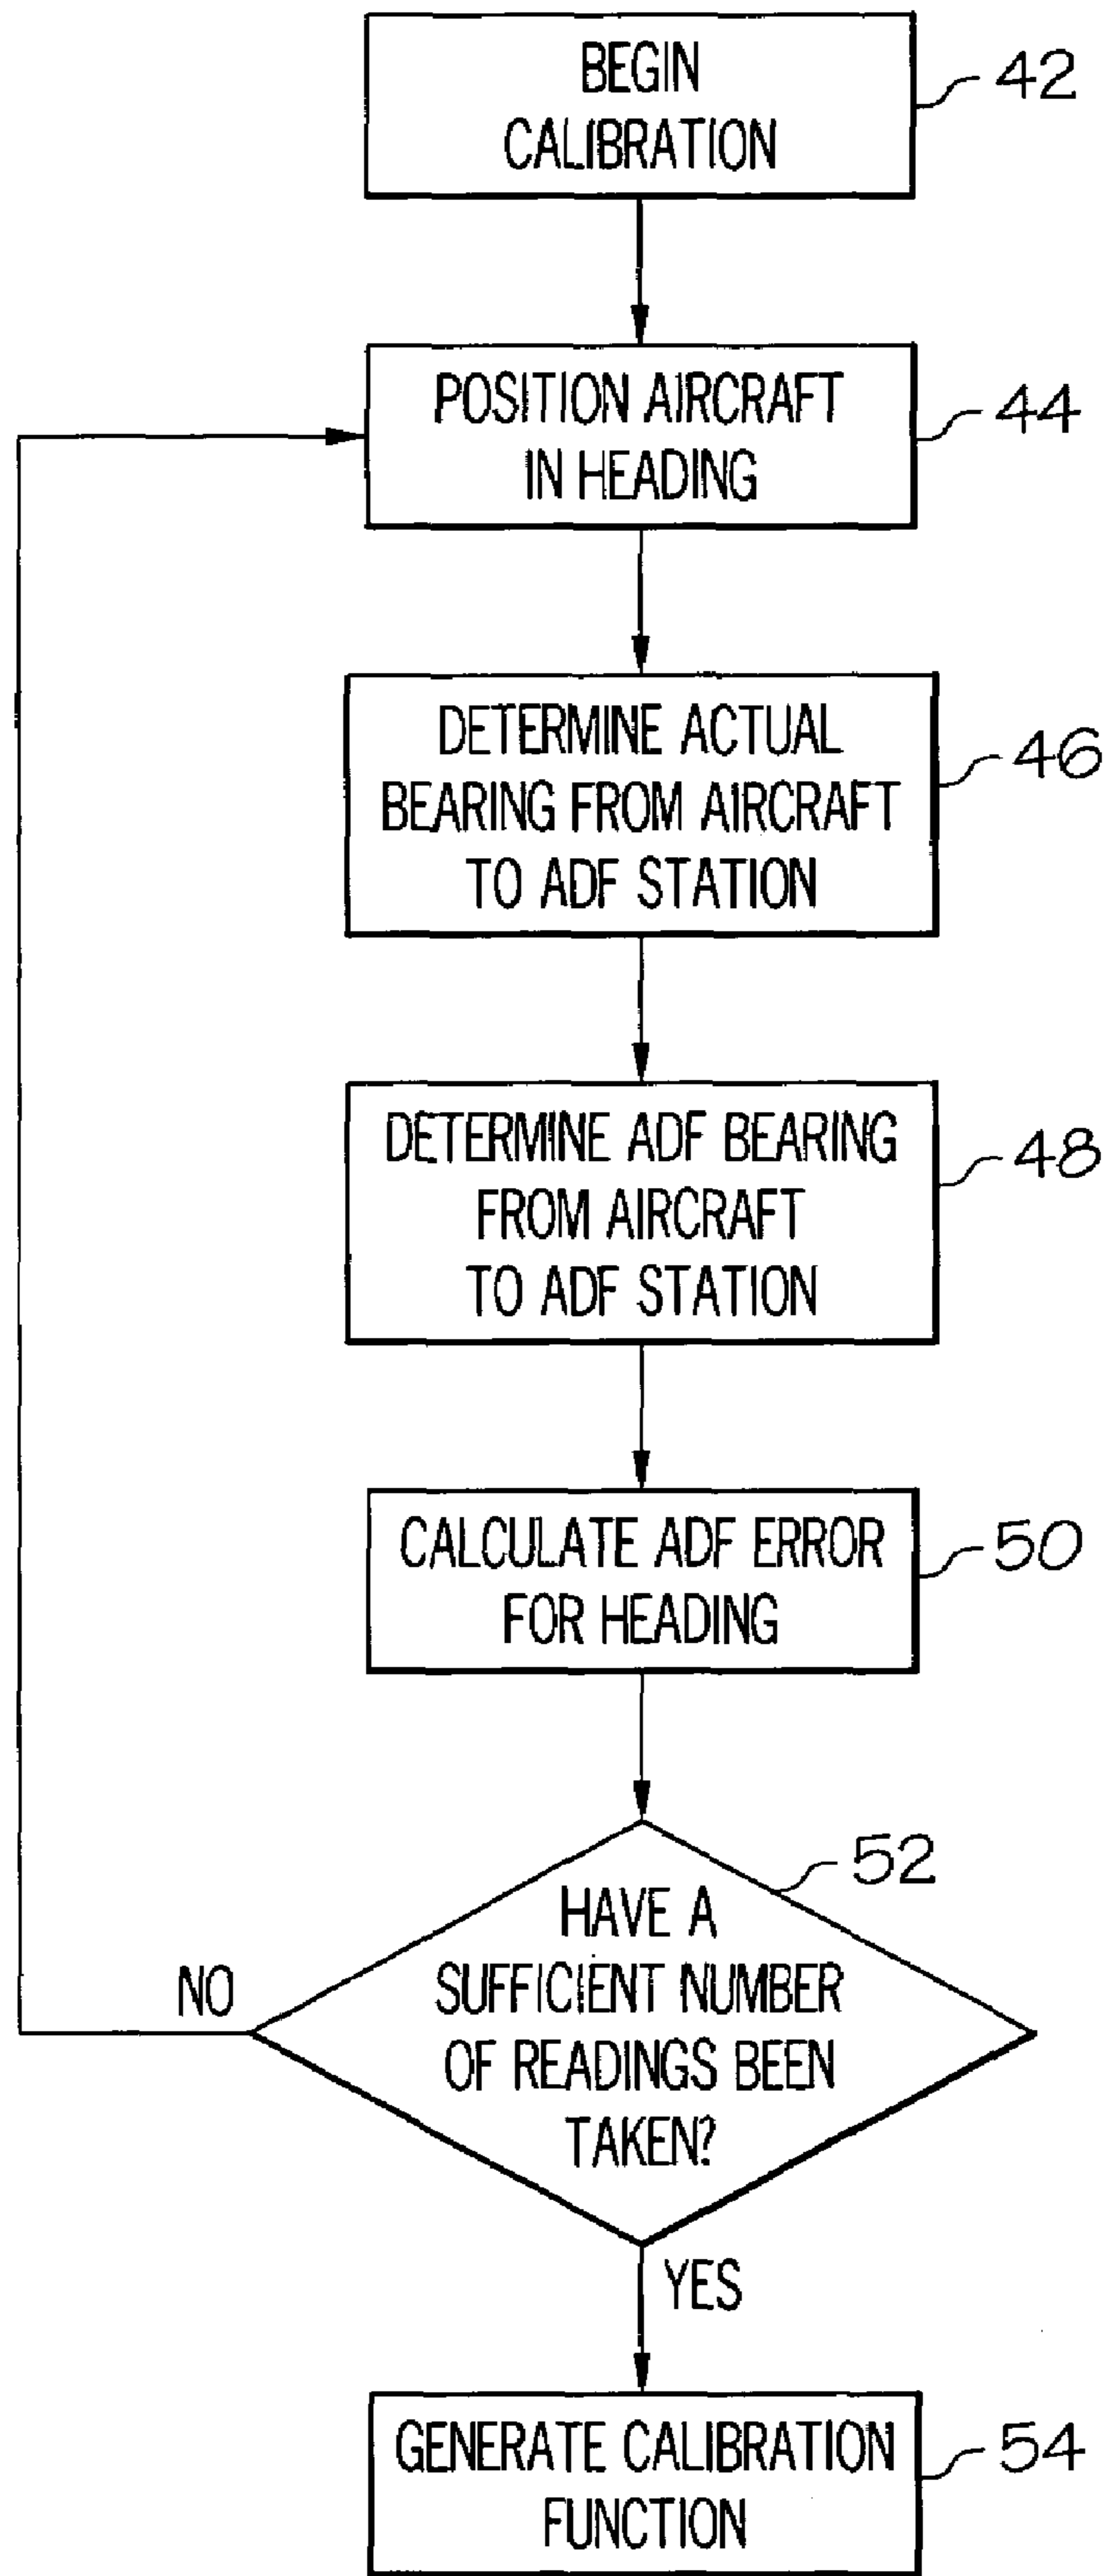 BEGIN
CALIBRATION
42
POSITION AIRCRAFT
IN HEADING
44
DETERMINE ACTUAL
BEARING FROM AIRCRAFT
TO ADF STATION
46
DETERMINE ADF BEARING
FROM AIRCRAFT
TO ADF STATION
48
CALCULATE ADF ERROR
FOR HEADING
50
52
HAVE A
SUFFICIENT NUMBER
OF READINGS BEEN
TAKEN?
NO
YES
GENERATE CALIBRATION
FUNCTION
54